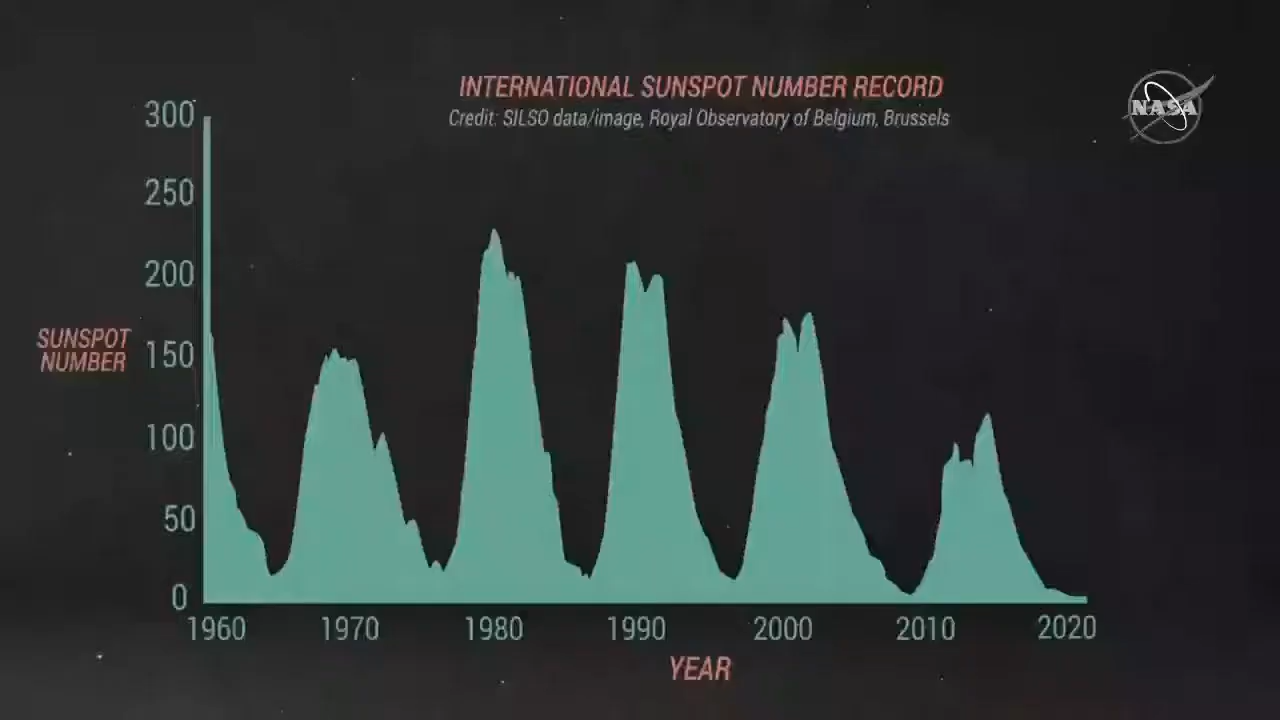 INTERNATIONAL SUNSPOT NUMBER RECORD
Credit: SILSO data/image, Royal Observatory of Belgium, Brussels
NASA
300
250
200
SUNSPOT
NUMBER
150
100
50
0
1960 1970 1980 1990 2000 2010 2020
YEAR